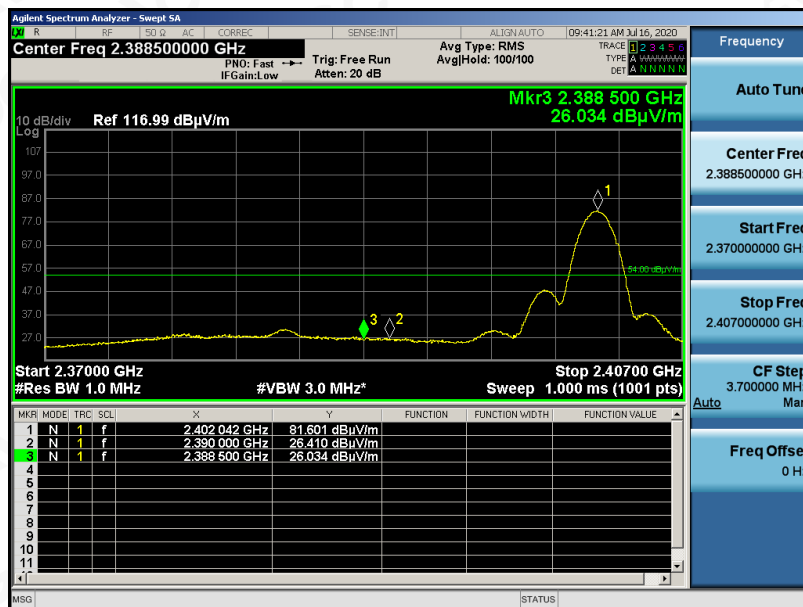 Agilent Spectrum Analyzer - Swept SA
LXI R RF 50 Ω AC CORREC SENSE:INT ALIGN AUTO 09:41:21 AM Jul 16, 2020
Center Freq 2.388500000 GHz
PNO: Fast
IFGain:Low
Trig: Free Run
Atten: 20 dB
Avg Type: RMS
Avg|Hold: 100/100
TRACE 1 2 3 4 5 6
TYPE A
DET A N N N N N
Mkr3 2.388 500 GHz
26.034 dBµV/m
10 dB/div Ref 116.99 dBµV/m
Log
107
97.0
87.0
77.0
67.0
57.0
47.0
37.0
27.0
1
54.00 dBµV/m
3 2
Start 2.37000 GHz Stop 2.40700 GHz
#Res BW 1.0 MHz #VBW 3.0 MHz* Sweep 1.000 ms (1001 pts)
MKR MODE TRC SCL X Y FUNCTION FUNCTION WIDTH FUNCTION VALUE
1 N 1 f 2.402 042 GHz 81.601 dBµV/m
2 N 1 f 2.390 000 GHz 26.410 dBµV/m
3 N 1 f 2.388 500 GHz 26.034 dBµV/m
4
5
6
7
8
9
10
11
MSG STATUS
Frequency
Auto Tune
Center Freq
2.388500000 GHz
Start Freq
2.370000000 GHz
Stop Freq
2.407000000 GHz
CF Step
3.700000 MHz
Auto Man
Freq Offse
0 Hz